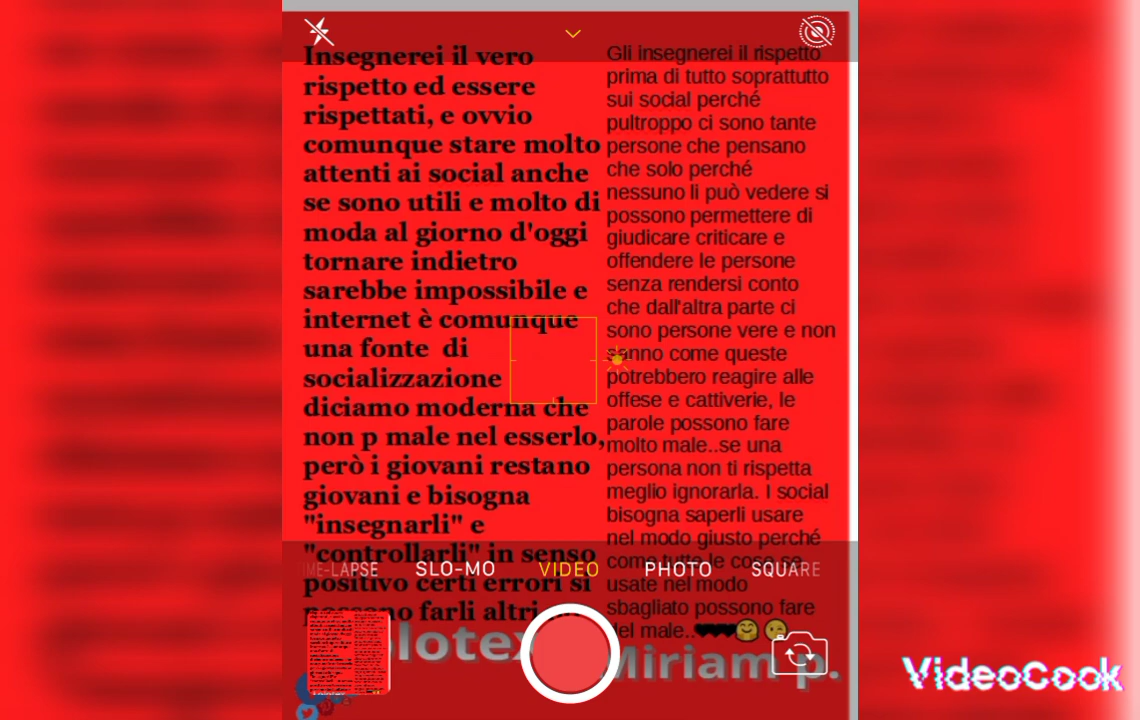 Insegnerei il vero
rispetto ed essere
rispettati, e ovvio
comunque stare molto
attenti ai social anche
se sono utili e molto di
moda al giorno d'oggi
tornare indietro
sarebbe impossibile e
internet è comunque
una fonte di
socializzazione
diciamo moderna che
non p male nel esserlo,
però i giovani restano
giovani e bisogna
"insegnarli" e
"controllarli" in senso
positivo certi errori si
possano farli altri
Gli insegnerei il rispetto
prima di tutto soprattutto
sui social perché
pultroppo ci sono tante
persone che pensano
che solo perché
nessuno li può vedere si
possono permettere di
giudicare criticare e
offendere le persone
senza rendersi conto
che dall'altra parte ci
sono persone vere e non
sanno come queste
potrebbero reagire alle
offese e cattiverie, le
parole possono fare
molto male..se una
persona non ti rispetta
meglio ignorarla. I social
bisogna saperli usare
nel modo giusto perché
come tutte le cose se
usate nel modo
sbagliato possono fare
del male..🖤🖤🖤🤗😉
ME-LAPSE SLO-MO VIDEO PHOTO SQUARE
Miriam p.
VideoCook